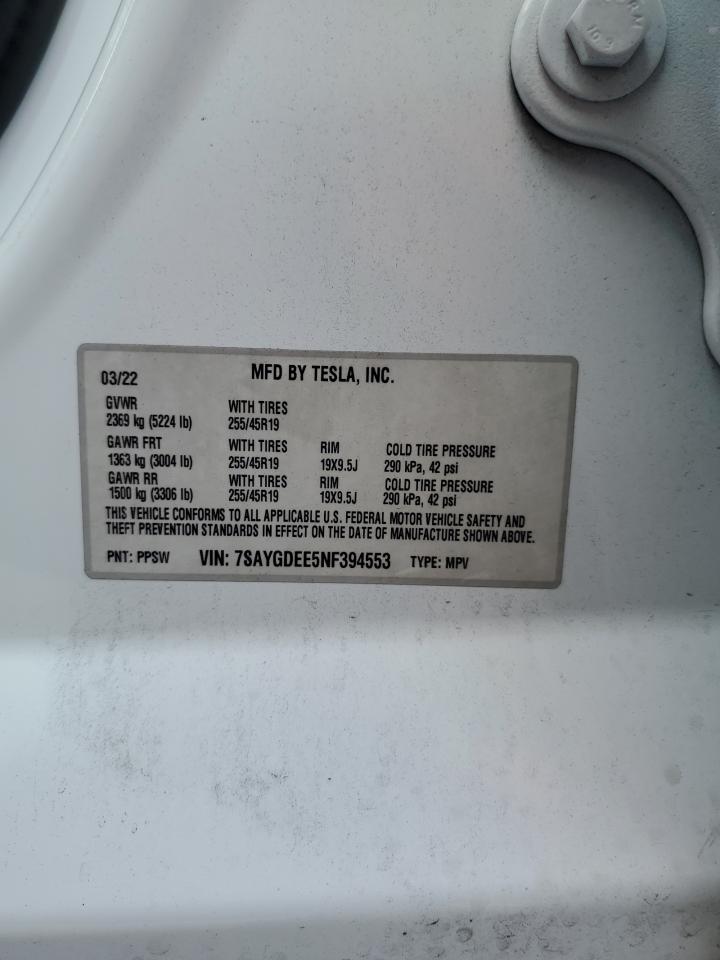 03/22 MFD BY TESLA, INC.
GVWR WITH TIRES
2369 kg (5224 lb) 255/45R19
GAWR FRT WITH TIRES RIM COLD TIRE PRESSURE
1363 kg (3004 lb) 255/45R19 19X9.5J 290 kPa, 42 psi
GAWR RR WITH TIRES RIM COLD TIRE PRESSURE
1500 kg (3306 lb) 255/45R19 19X9.5J 290 kPa, 42 psi
THIS VEHICLE CONFORMS TO ALL APPLICABLE U.S. FEDERAL MOTOR VEHICLE SAFETY AND
THEFT PREVENTION STANDARDS IN EFFECT ON THE DATE OF MANUFACTURE SHOWN ABOVE.
PNT: PPSW VIN: 7SAYGDEE5NF394553 TYPE: MPV